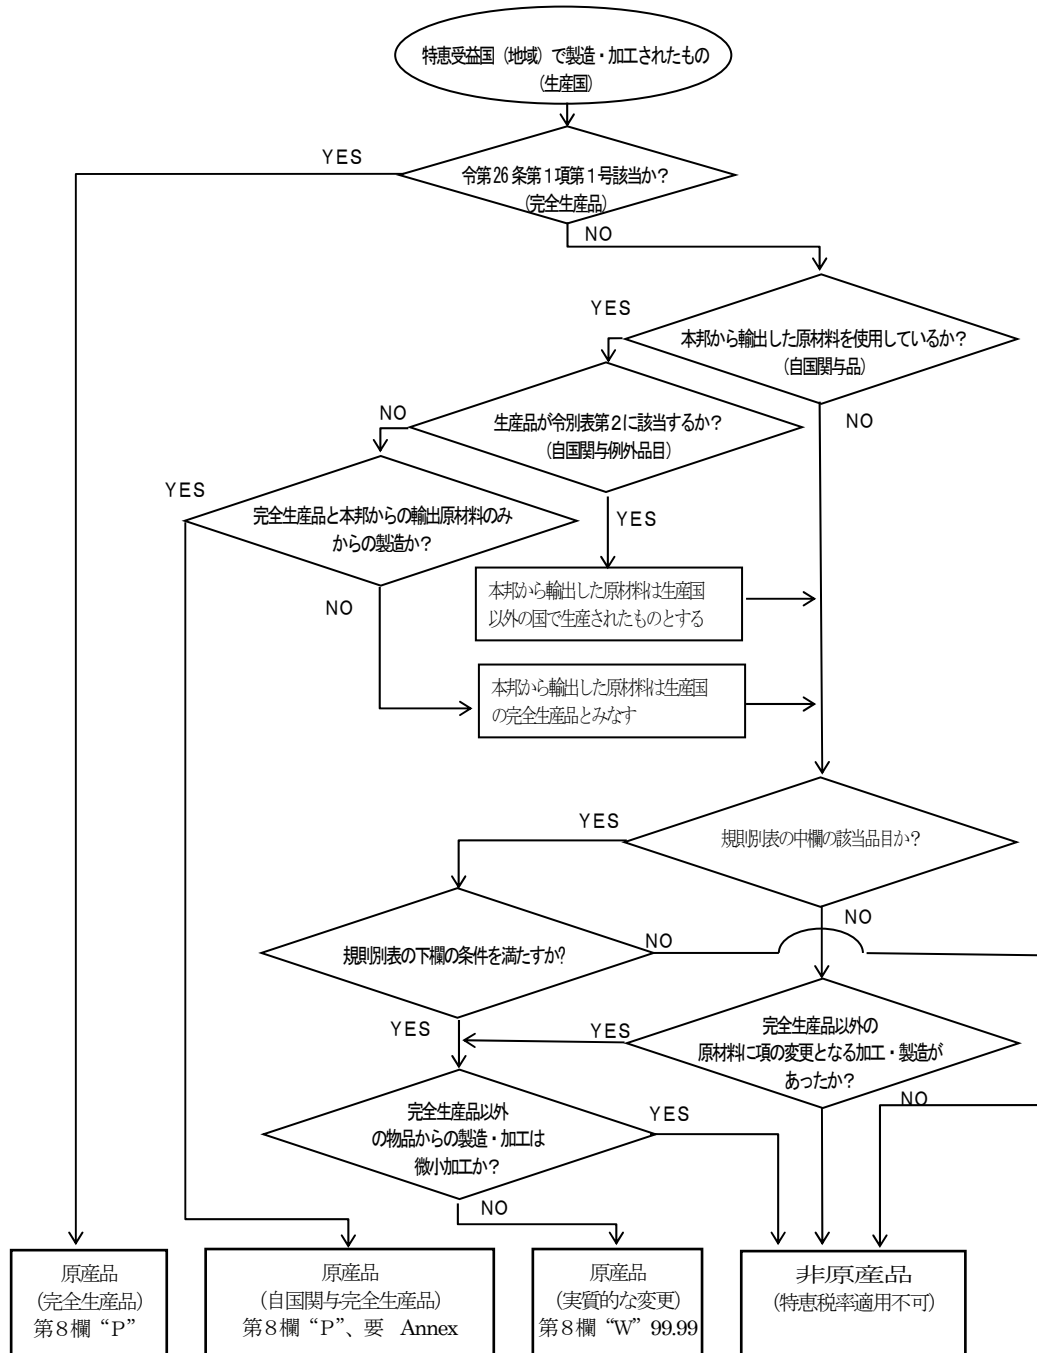 特恵受益国（地域）で製造・加工されたもの
（生産国）
YES
令第26条第1項第1号該当か？
（完全生産品）
NO
YES
本邦から輸出した原材料を使用しているか？
（自国関与品）
NO
生産品が令別表第２に該当するか？
（自国関与例外品目）
NO
YES
YES
完全生産品と本邦からの輸出原材料のみ
からの製造か？
NO
本邦から輸出した原材料は生産国
以外の国で生産されたものとする
本邦から輸出した原材料は生産国
の完全生産品とみなす
YES
規則別表の中欄の該当品目か？
NO
規則別表の下欄の条件を満たすか?
NO
YES
YES
完全生産品以外の
原材料に項の変更となる加工・製造が
あったか？
NO
完全生産品以外
の物品からの製造・加工は
微小加工か？
YES
NO
原産品
（完全生産品）
第８欄“P”
原産品
（自国関与完全生産品）
第８欄“P”、要 Annex
原産品
（実質的な変更）
第８欄“W” 99.99
非原産品
（特恵税率適用不可）